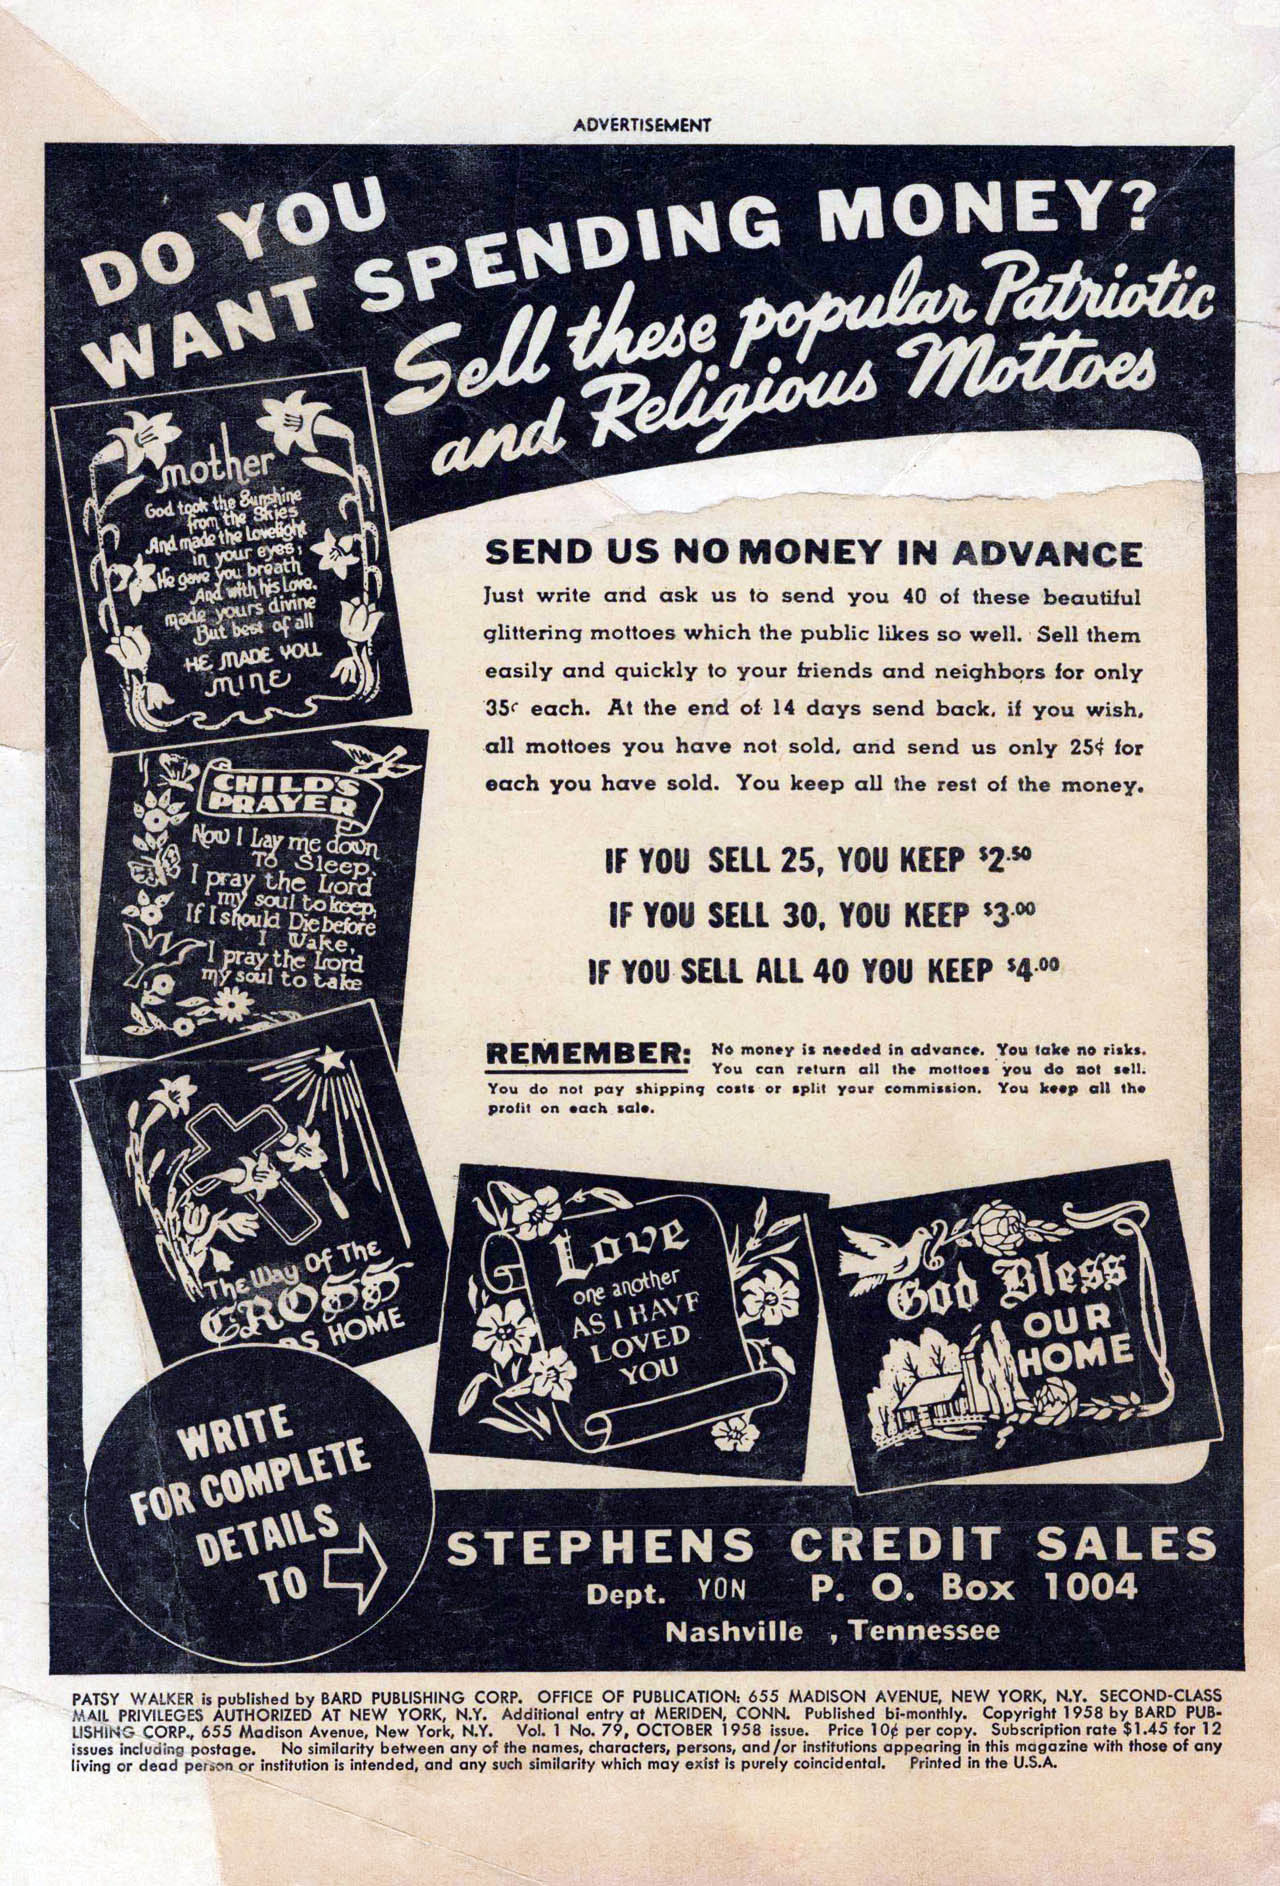 ADVERTISEMENT
DO YOU
WANT SPENDING MONEY?
Sell these popular Patriotic
and Religious Mottoes
mother
God took the Sunshine
from the Skies
And made the Lovelight
in your eyes;
He gave you breath
And with his Love.
made yours divine
But best of all
HE MADE YOU
MINE
CHILD'S
PRAYER
Now I Lay me down
To Sleep.
I pray the Lord
my soul to keep,
If I should Die before
I Wake,
I pray the Lord
my soul to take
The Way Of The
CROSS
HOME
SEND US NO MONEY IN ADVANCE
Just write and ask us to send you 40 of these beautiful
glittering mottoes which the public likes so well. Sell them
easily and quickly to your friends and neighbors for only
35¢ each. At the end of 14 days send back, if you wish,
all mottoes you have not sold, and send us only 25¢ for
each you have sold. You keep all the rest of the money.
IF YOU SELL 25, YOU KEEP $2.50
IF YOU SELL 30, YOU KEEP $3.00
IF YOU SELL ALL 40 YOU KEEP $4.00
REMEMBER: No money is needed in advance. You take no risks.
You can return all the mottoes you do not sell.
You do not pay shipping costs or split your commission. You keep all the
profit on each sale.
Love
one another
AS I HAVE
LOVED
YOU
God Bless
OUR
HOME
WRITE
FOR COMPLETE
DETAILS
TO
STEPHENS CREDIT SALES
Dept. YON P. O. Box 1004
Nashville , Tennessee
PATSY WALKER is published by BARD PUBLISHING CORP. OFFICE OF PUBLICATION: 655 MADISON AVENUE, NEW YORK, N.Y. SECOND-CLASS
MAIL PRIVILEGES AUTHORIZED AT NEW YORK, N.Y. Additional entry at MERIDEN, CONN. Published bi-monthly. Copyright 1958 by BARD PUB-
LISHING CORP., 655 Madison Avenue, New York, N.Y. Vol. 1 No. 79, OCTOBER 1958 issue. Price 10¢ per copy. Subscription rate $1.45 for 12
issues including postage. No similarity between any of the names, characters, persons, and/or institutions appearing in this magazine with those of any
living or dead person or institution is intended, and any such similarity which may exist is purely coincidental. Printed in the U.S.A.